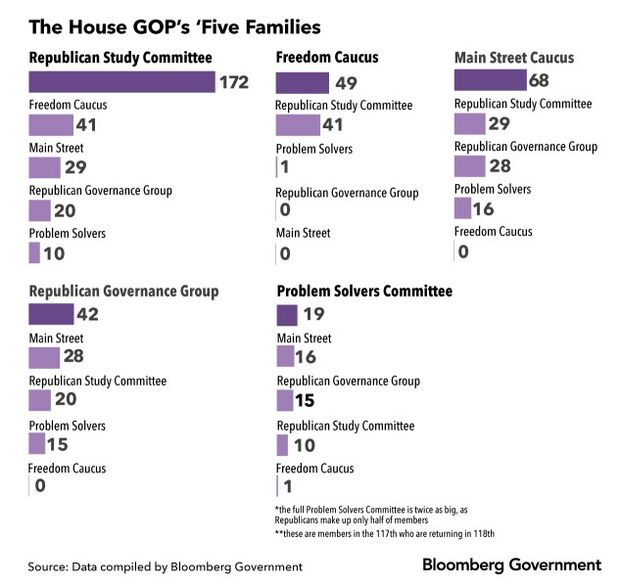 The House GOP's 'Five Families
Republican Study Committee
172
Freedom Caucus
41
Main Street
29
Republican Governance Group
20
Problem Solvers
10
Freedom Caucus
49
Republican Study Committee
41
Problem Solvers
1
Republican Governance Group
0
Main Street
0
Main Street Caucus
68
Republican Study Committee
29
Republican Governance Group
28
Problem Solvers
16
Freedom Caucus
0
Republican Governance Group
42
Main Street
28
Republican Study Committee
20
Problem Solvers
15
Freedom Caucus
0
Problem Solvers Committee
19
Main Street
16
Republican Governance Group
15
Republican Study Committee
10
Freedom Caucus
1
*the full Problem Solvers Committee is twice as big, as
Republicans make up only half of members
**these are members in the 117th who are returning in 118th
Source: Data compiled by Bloomberg Government
Bloomberg Government